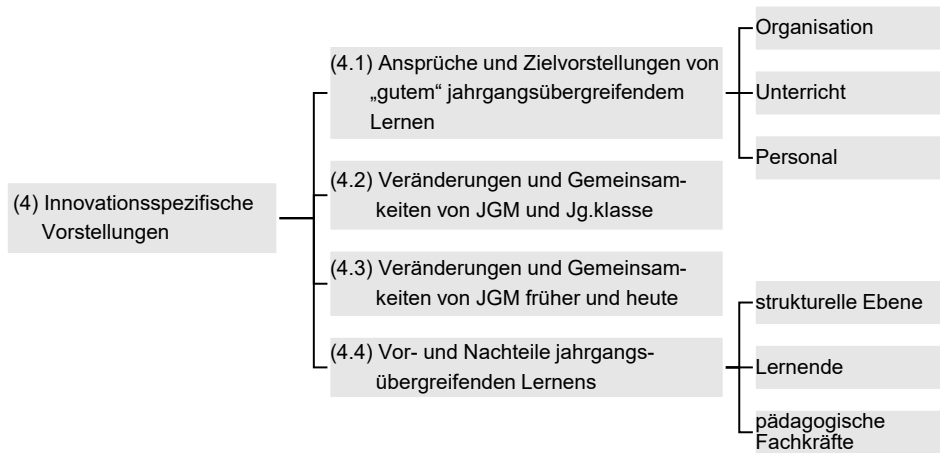 (4) Innovationsspezifische
Vorstellungen
(4.1) Ansprüche und Zielvorstellungen von
„gutem“ jahrgangsübergreifendem
Lernen
Organisation
Unterricht
Personal
(4.2) Veränderungen und Gemeinsam-
keiten von JGM und Jg.klasse
(4.3) Veränderungen und Gemeinsam-
keiten von JGM früher und heute
(4.4) Vor- und Nachteile jahrgangs-
übergreifenden Lernens
strukturelle Ebene
Lernende
pädagogische
Fachkräfte